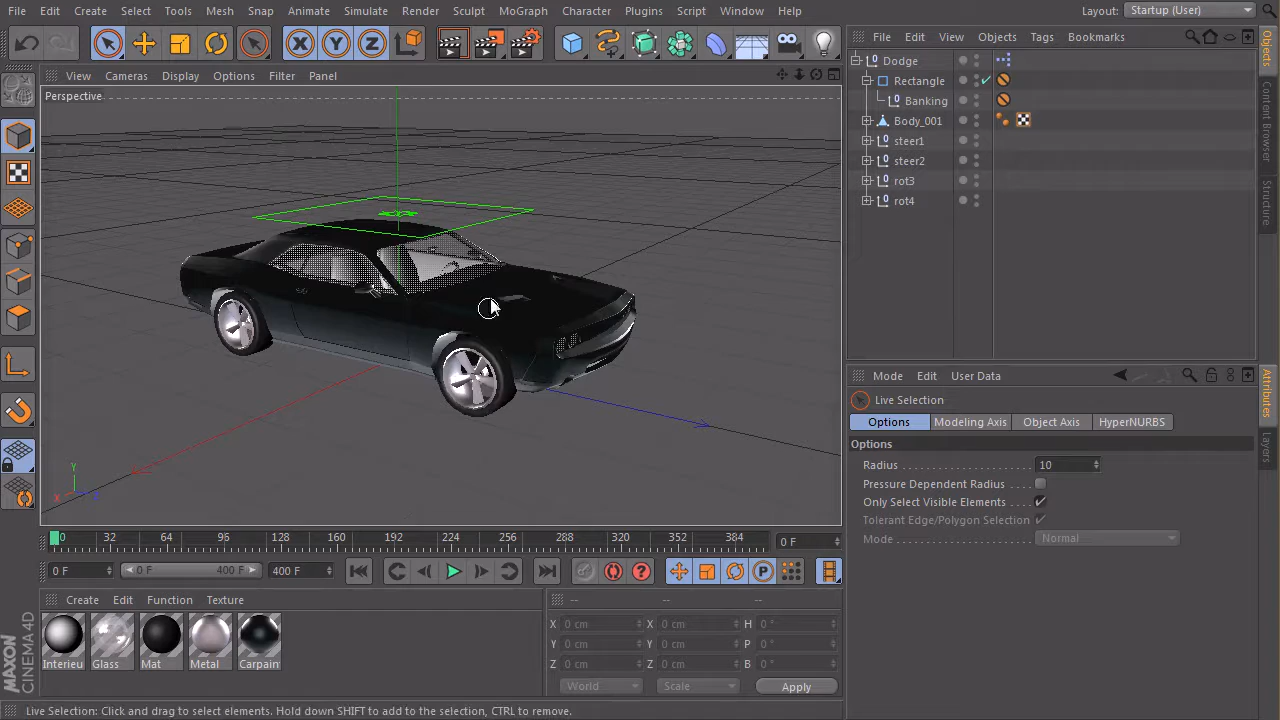 File Edit Create Select Tools Mesh Snap Animate Simulate Render Sculpt MoGraph Character Plugins Script Window Help Layout: Startup (User)
File Edit View Objects Tags Bookmarks
View Cameras Display Options Filter Panel
Perspective
Dodge
Rectangle
Banking
Body_001
steer1
steer2
rot3
rot4
Objects
Content Browser
Structure
Mode Edit User Data
Live Selection
Options Modeling Axis Object Axis HyperNURBS
Options
Radius 10
Pressure Dependent Radius
Only Select Visible Elements
Tolerant Edge/Polygon Selection
Mode Normal
Attributes
Layers
Y
X
Z
0 32 64 96 128 160 192 224 256 288 320 352 384 0 F
0 F 0 F 400 F 400 F
Create Edit Function Texture
Interieu Glass Mat Metal Carpain
-- -- --
X 0 cm X 0 cm H 0 °
Y 0 cm Y 0 cm P 0 °
Z 0 cm Z 0 cm B 0 °
World Scale Apply
MAXON
CINEMA 4D
Live Selection: Click and drag to select elements. Hold down SHIFT to add to the selection, CTRL to remove.